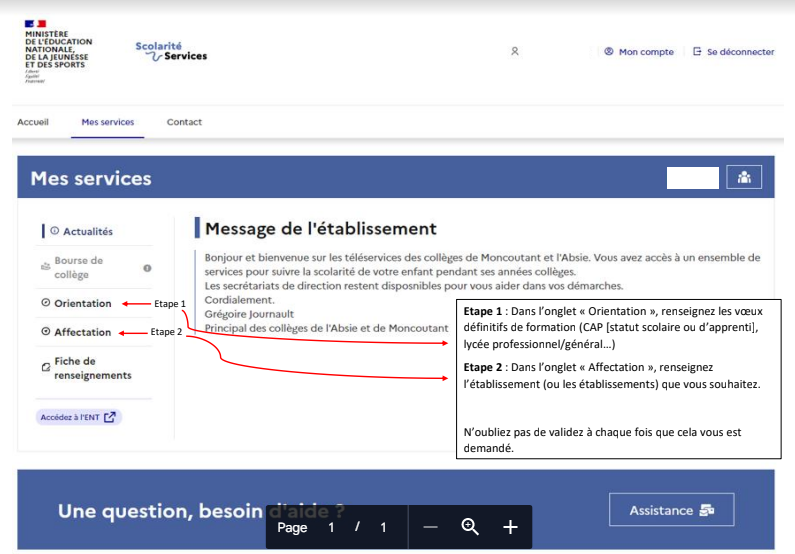 MINISTÈRE
DE L'ÉDUCATION
NATIONALE,
DE LA JEUNESSE
ET DES SPORTS
Liberté
Égalité
Fraternité
Scolarité
Services
Mon compte
Se déconnecter
Accueil
Mes services
Contact
Mes services
Actualités
Bourse de
collège
Orientation
Etape 1
Affectation
Etape 2
Fiche de
renseignements
Accédez à l'ENT
Message de l'établissement
Bonjour et bienvenue sur les téléservices des collèges de Moncoutant et l'Absie. Vous avez accès à un ensemble de
services pour suivre la scolarité de votre enfant pendant ses années collèges.
Les secrétariats de direction restent disponibles pour vous aider dans vos démarches.
Cordialement.
Grégoire Journault
Principal des collèges de l'Absie et de Moncoutant
Etape 1 : Dans l'onglet « Orientation », renseignez les vœux
définitifs de formation (CAP [statut scolaire ou d'apprenti],
lycée professionnel/général…)
Etape 2 : Dans l'onglet « Affectation », renseignez
l'établissement (ou les établissements) que vous souhaitez.
N'oubliez pas de validez à chaque fois que cela vous est
demandé.
Une question, besoin d'aide ?
Assistance
Page 1 / 1